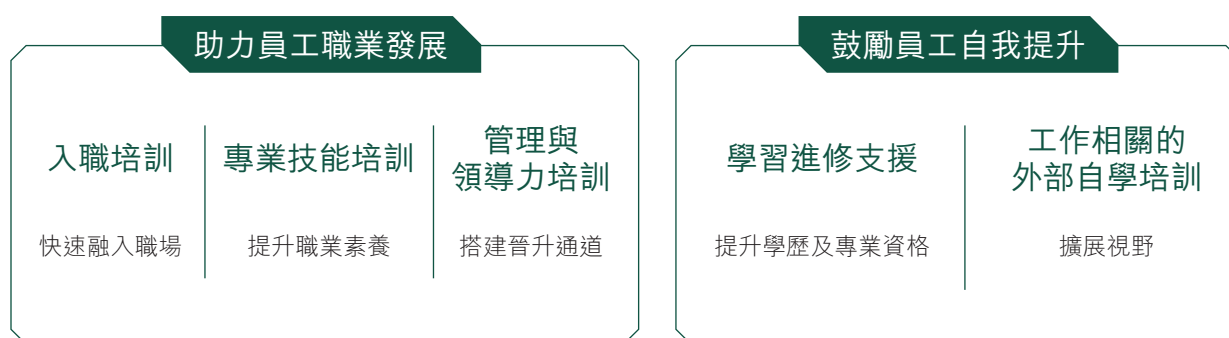 助力員工職業發展
入職培訓
快速融入職場
專業技能培訓
提升職業素養
管理與
領導力培訓
搭建晉升通道
鼓勵員工自我提升
學習進修支援
提升學歷及專業資格
工作相關的
外部自學培訓
擴展視野